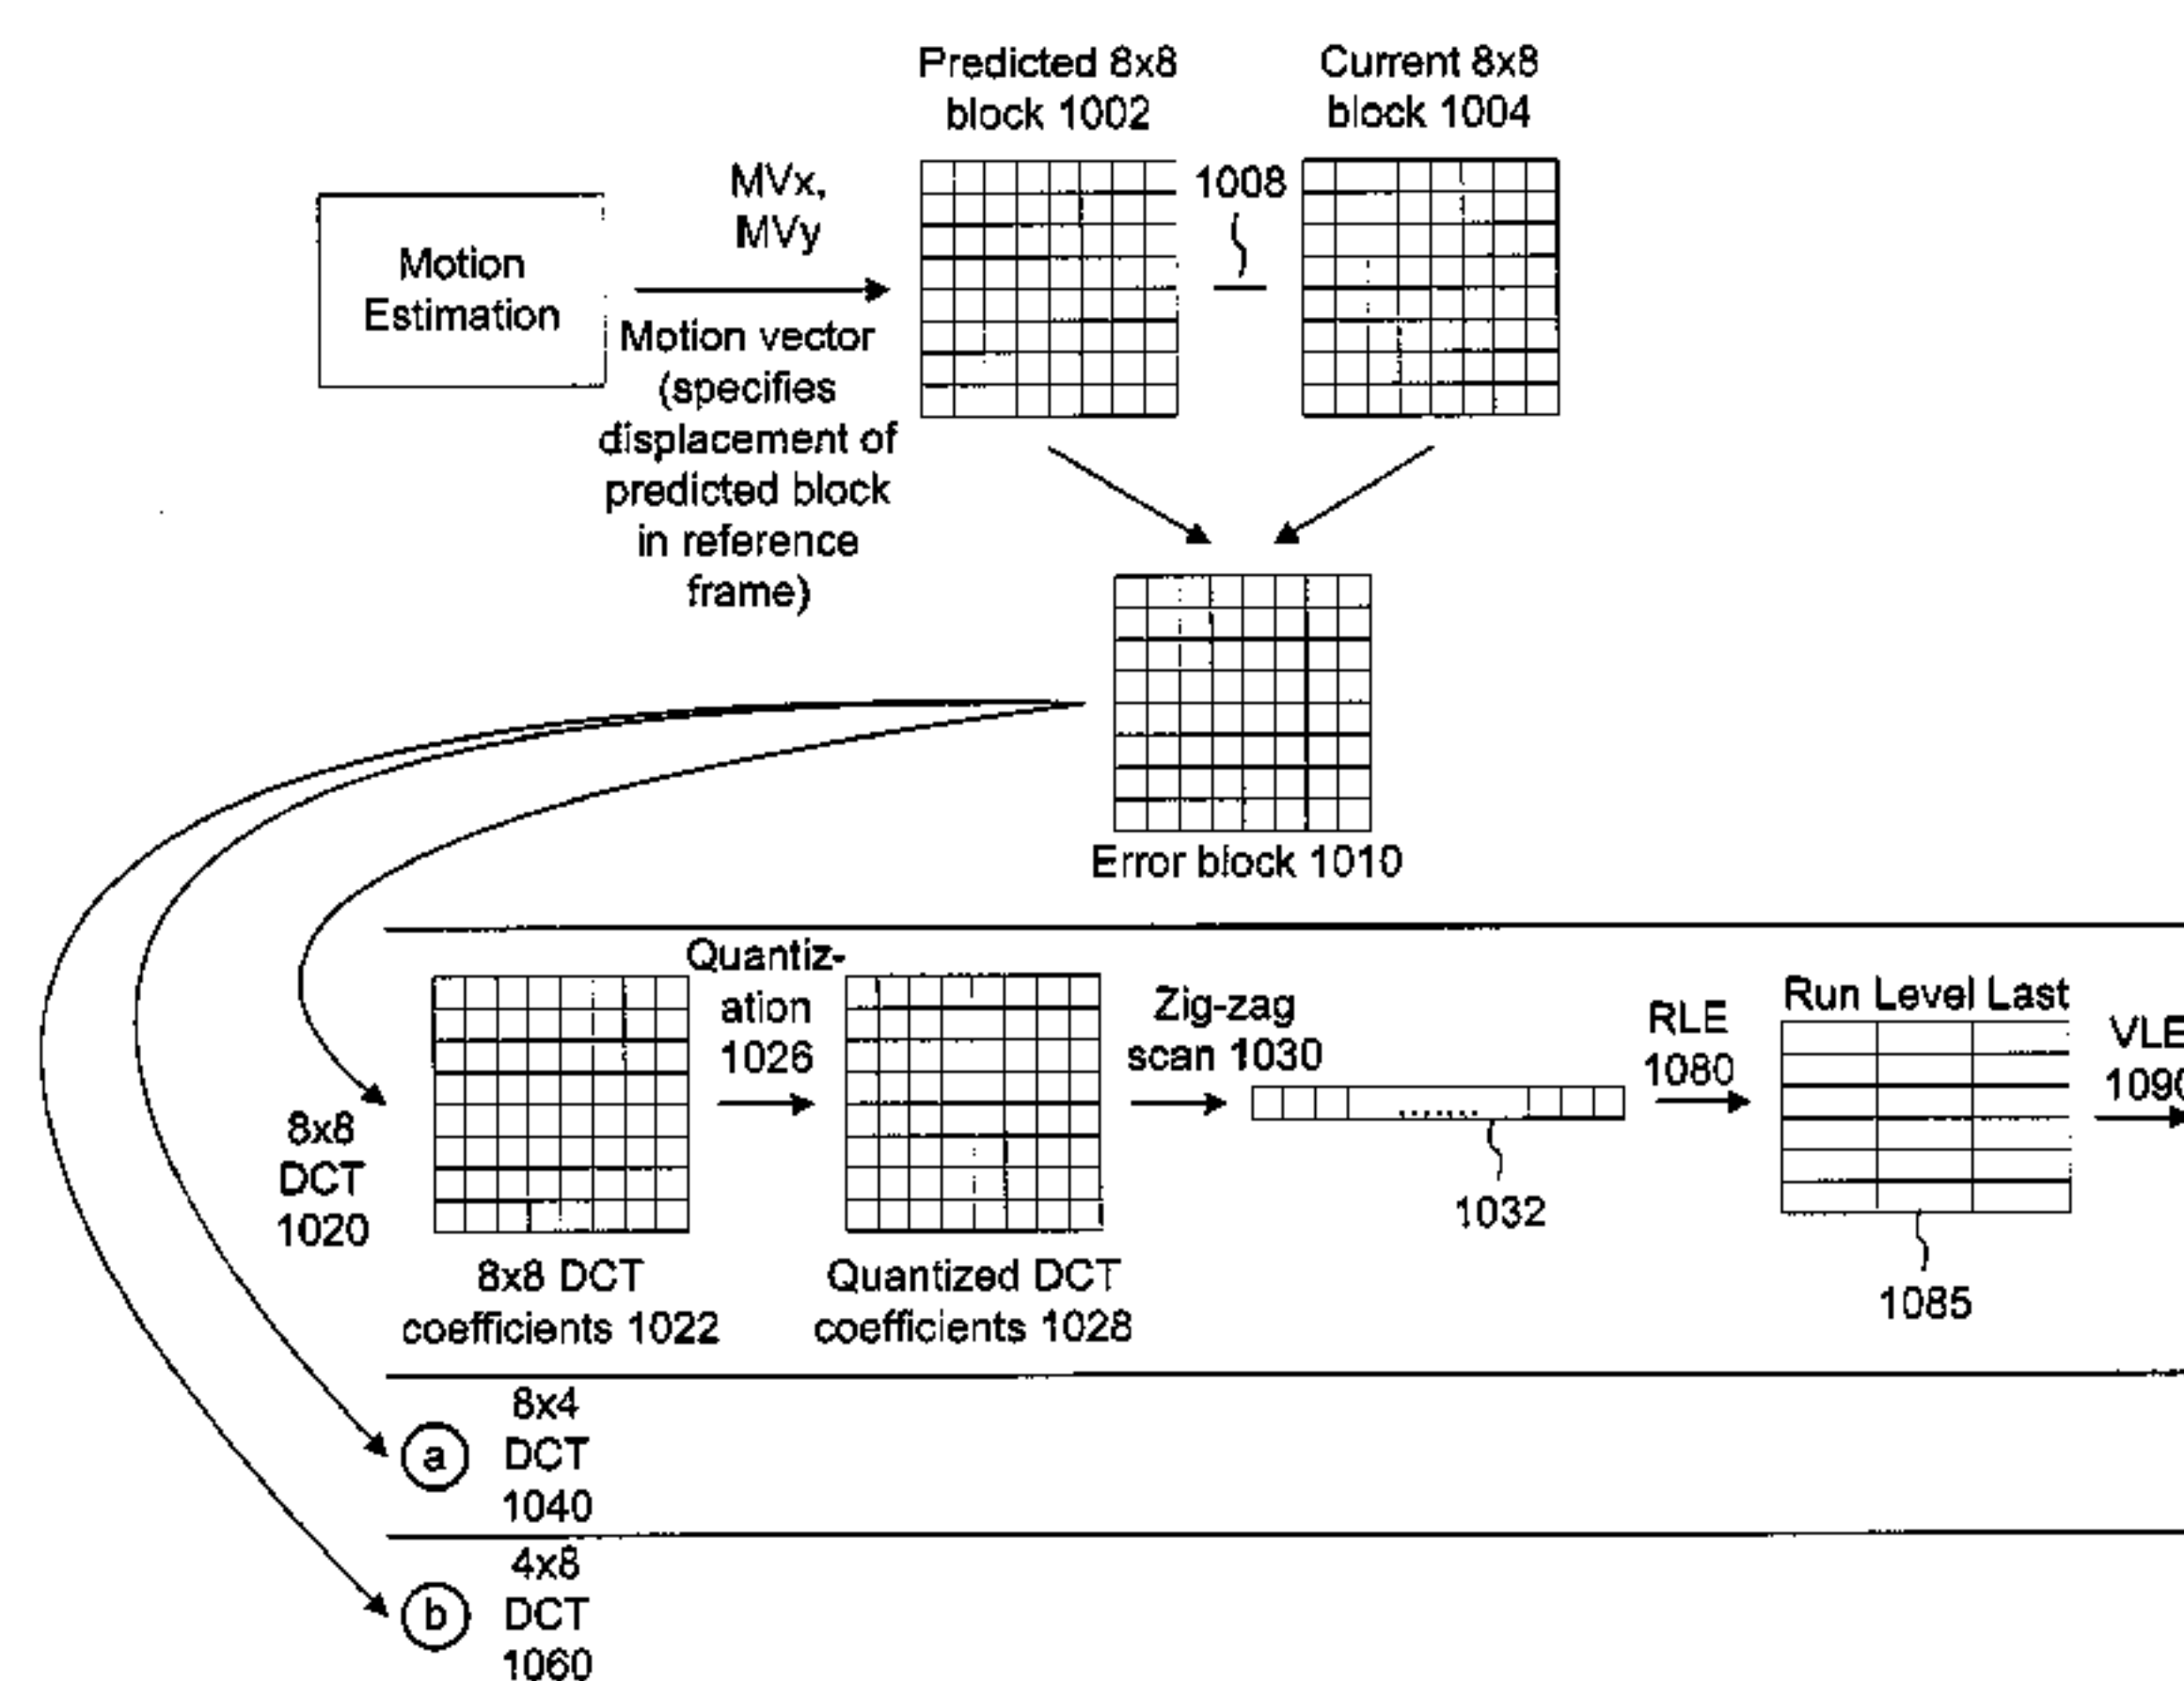 Predicted 8x8
block 1002
Current 8x8
block 1004
MVx,
MVy
1008
Motion
Estimation
Motion vector
(specifies
displacement of
predicted block
in reference
frame)
Error block 1010
Quantiz-
ation
1026
Zig-zag
scan 1030
RLE
1080
Run Level Last
VLE
1090
8x8
DCT
1020
1032
1085
8x8 DCT
coefficients 1022
Quantized DCT
coefficients 1028
a
8x4
DCT
1040
b
4x8
DCT
1060